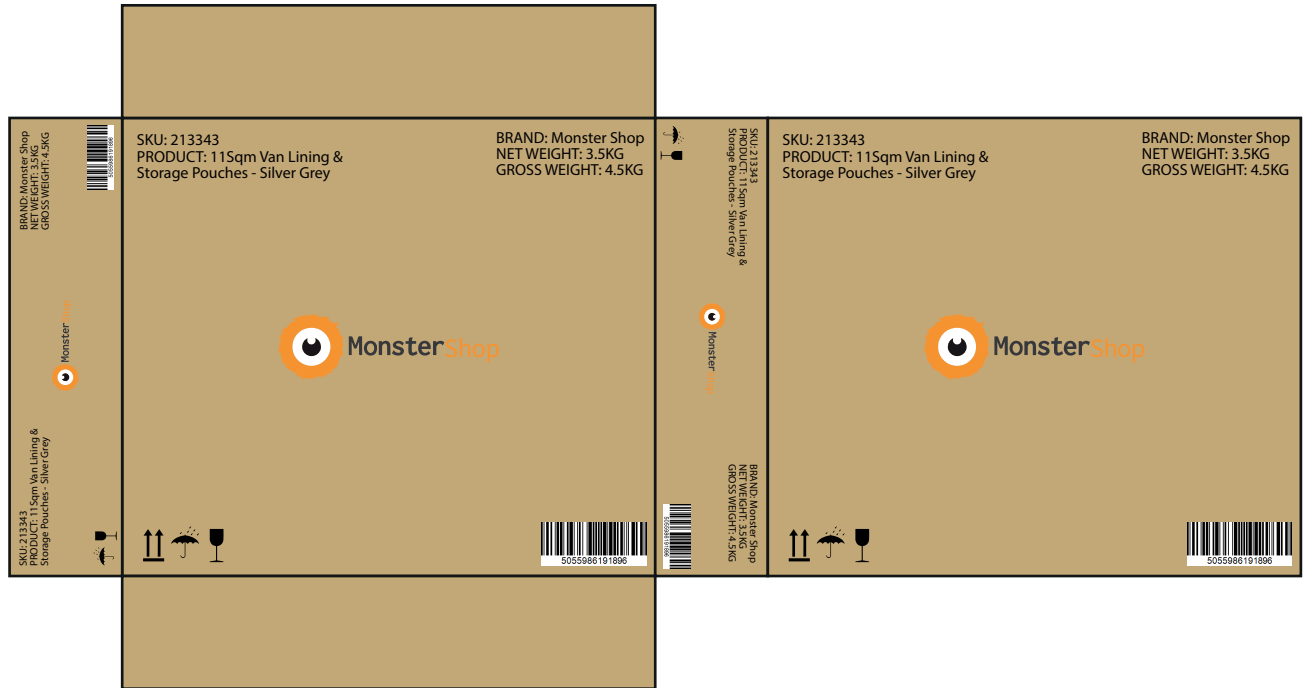 BRAND: Monster Shop
NET WEIGHT: 3.5KG
GROSS WEIGHT: 4.5KG
5055986191896
MonsterShop
SKU: 213343
PRODUCT: 11Sqm Van Lining &
Storage Pouches - Silver Grey
SKU: 213343
PRODUCT: 11Sqm Van Lining &
Storage Pouches - Silver Grey
BRAND: Monster Shop
NET WEIGHT: 3.5KG
GROSS WEIGHT: 4.5KG
MonsterShop
5055986191896
SKU: 213343
PRODUCT: 11Sqm Van Lining &
Storage Pouches - Silver Grey
MonsterShop
BRAND: Monster Shop
NET WEIGHT: 3.5KG
GROSS WEIGHT: 4.5KG
5055986191896
SKU: 213343
PRODUCT: 11Sqm Van Lining &
Storage Pouches - Silver Grey
BRAND: Monster Shop
NET WEIGHT: 3.5KG
GROSS WEIGHT: 4.5KG
MonsterShop
5055986191896